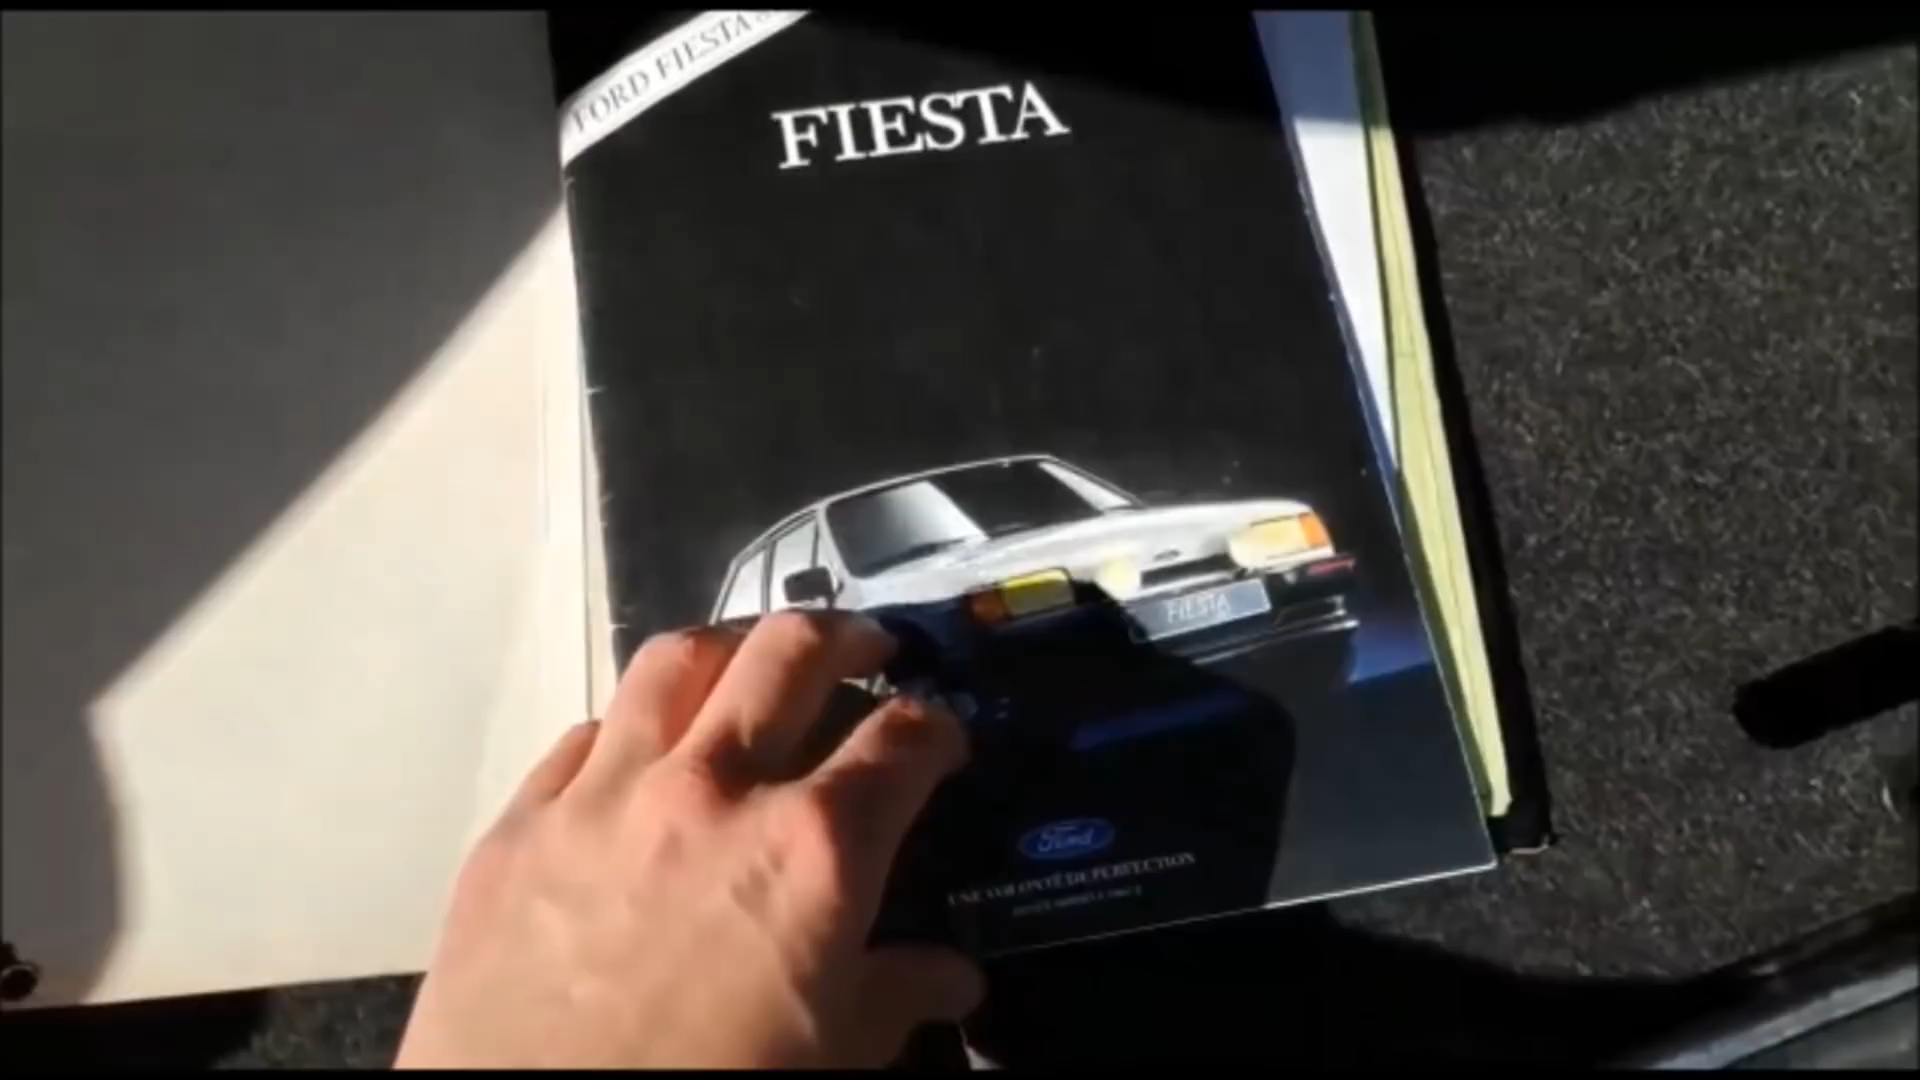 FORD FIESTA
FIESTA
FIESTA
Ford
UNE VOLONTÉ DE PERFECTION